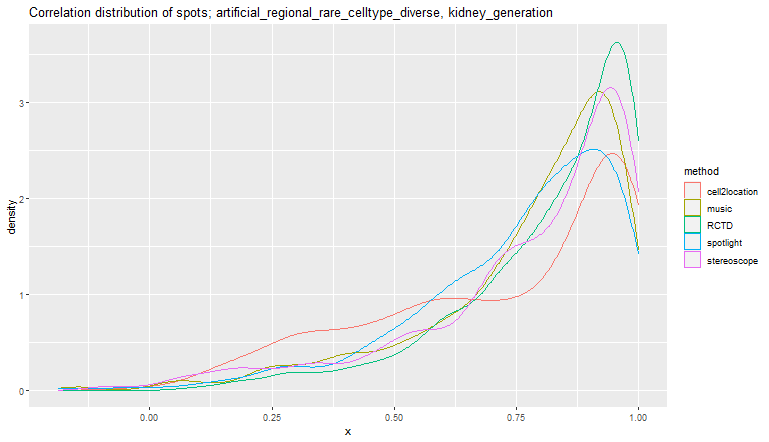 Correlation distribution of spots; artificial_regional_rare_celltype_diverse, kidney_generation
density
3
2
1
0
0.00 0.25 0.50 0.75 1.00
x
method
cell2location
music
RCTD
spotlight
stereoscope